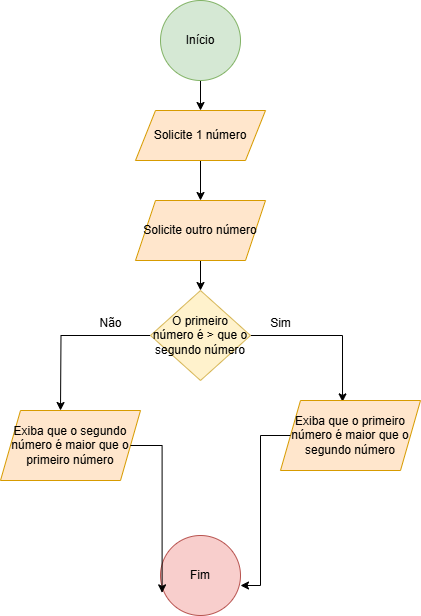 Início
Solicite 1 número
Solicite outro número
O primeiro
número é > que o
segundo número
Não
Sim
Exiba que o segundo
número é maior que o
primeiro número
Exiba que o primeiro
número é maior que o
segundo número
Fim